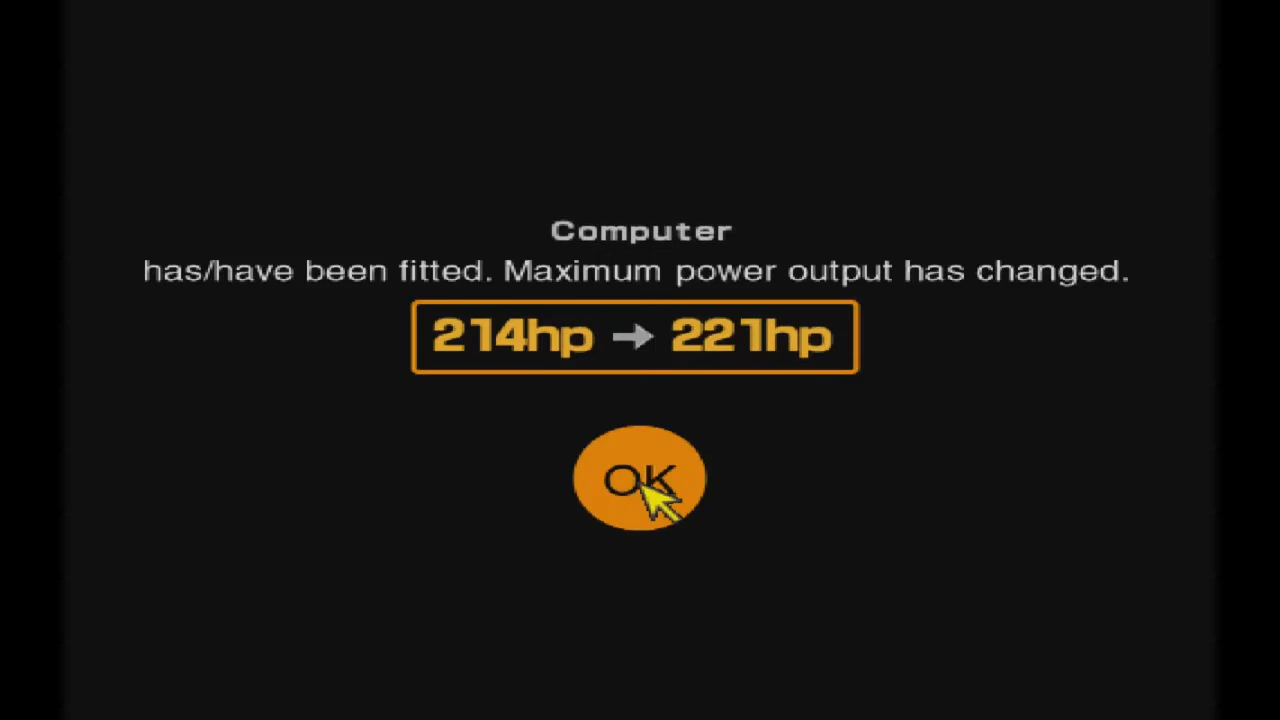 Computer
has/have been fitted. Maximum power output has changed.
214hp → 221hp
OK